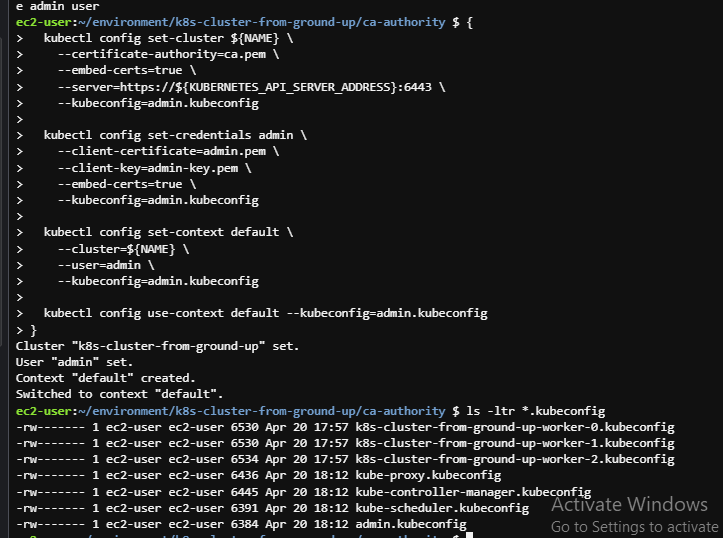 e admin user
ec2-user:~/environment/k8s-cluster-from-ground-up/ca-authority $ {
>   kubectl config set-cluster ${NAME} \
>     --certificate-authority=ca.pem \
>     --embed-certs=true \
>     --server=https://${KUBERNETES_API_SERVER_ADDRESS}:6443 \
>     --kubeconfig=admin.kubeconfig
>
>   kubectl config set-credentials admin \
>     --client-certificate=admin.pem \
>     --client-key=admin-key.pem \
>     --embed-certs=true \
>     --kubeconfig=admin.kubeconfig
>
>   kubectl config set-context default \
>     --cluster=${NAME} \
>     --user=admin \
>     --kubeconfig=admin.kubeconfig
>
>   kubectl config use-context default --kubeconfig=admin.kubeconfig
> }
Cluster "k8s-cluster-from-ground-up" set.
User "admin" set.
Context "default" created.
Switched to context "default".
ec2-user:~/environment/k8s-cluster-from-ground-up/ca-authority $ ls -ltr *.kubeconfig
-rw------- 1 ec2-user ec2-user 6530 Apr 20 17:57 k8s-cluster-from-ground-up-worker-0.kubeconfig
-rw------- 1 ec2-user ec2-user 6530 Apr 20 17:57 k8s-cluster-from-ground-up-worker-1.kubeconfig
-rw------- 1 ec2-user ec2-user 6534 Apr 20 17:57 k8s-cluster-from-ground-up-worker-2.kubeconfig
-rw------- 1 ec2-user ec2-user 6436 Apr 20 18:12 kube-proxy.kubeconfig
-rw------- 1 ec2-user ec2-user 6445 Apr 20 18:12 kube-controller-manager.kubeconfig
-rw------- 1 ec2-user ec2-user 6391 Apr 20 18:12 kube-scheduler.kubeconfig
-rw------- 1 ec2-user ec2-user 6384 Apr 20 18:12 admin.kubeconfig
Activate Windows
Go to Settings to activate